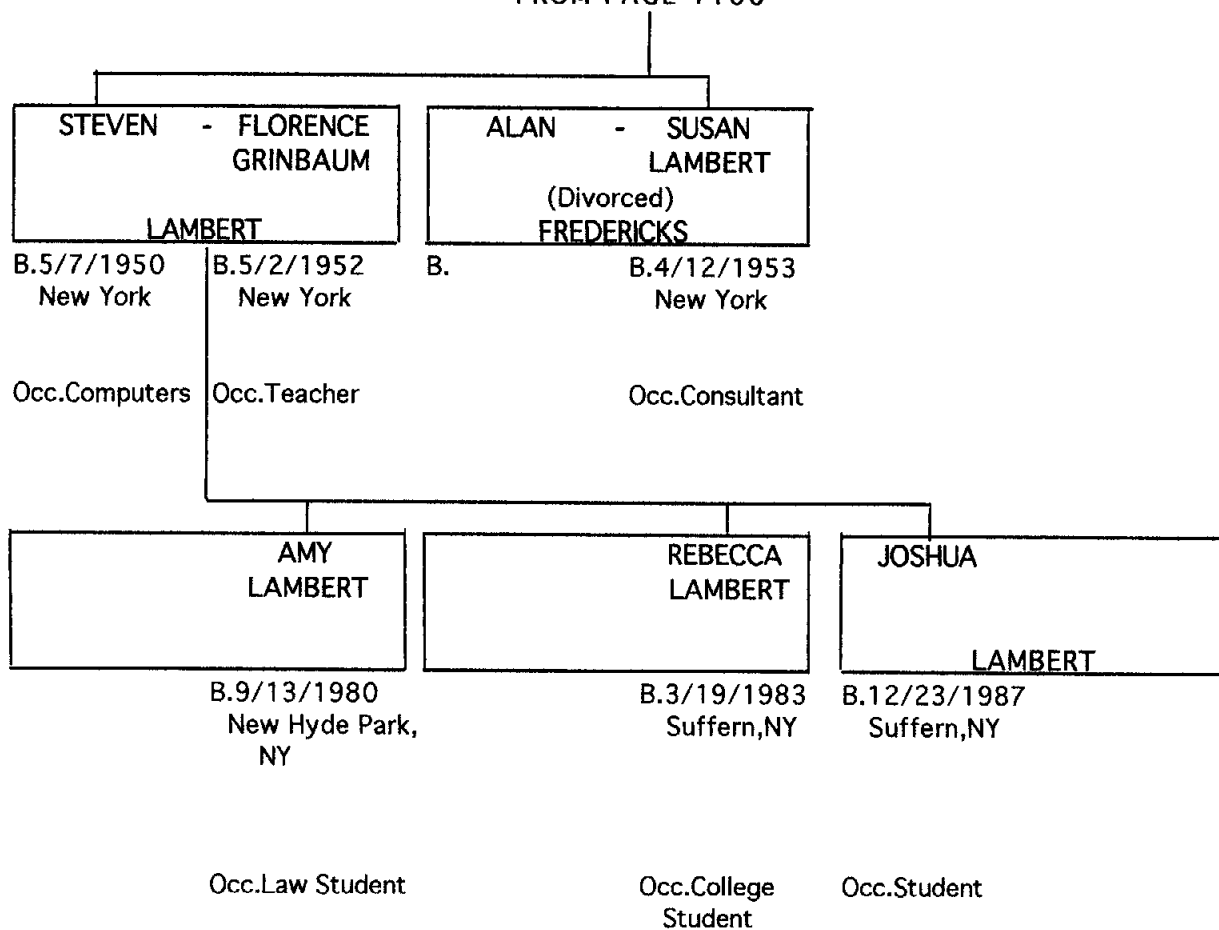 STEVEN - FLORENCE
GRINBAUM
LAMBERT
B.5/7/1950 B.5/2/1952
New York New York
Occ.Computers Occ.Teacher
ALAN - SUSAN
LAMBERT
(Divorced)
FREDERICKS
B. B.4/12/1953
New York
Occ.Consultant
AMY
LAMBERT
B.9/13/1980
New Hyde Park,
NY
Occ.Law Student
REBECCA
LAMBERT
B.3/19/1983
Suffern,NY
Occ.College
Student
JOSHUA
LAMBERT
B.12/23/1987
Suffern,NY
Occ.Student